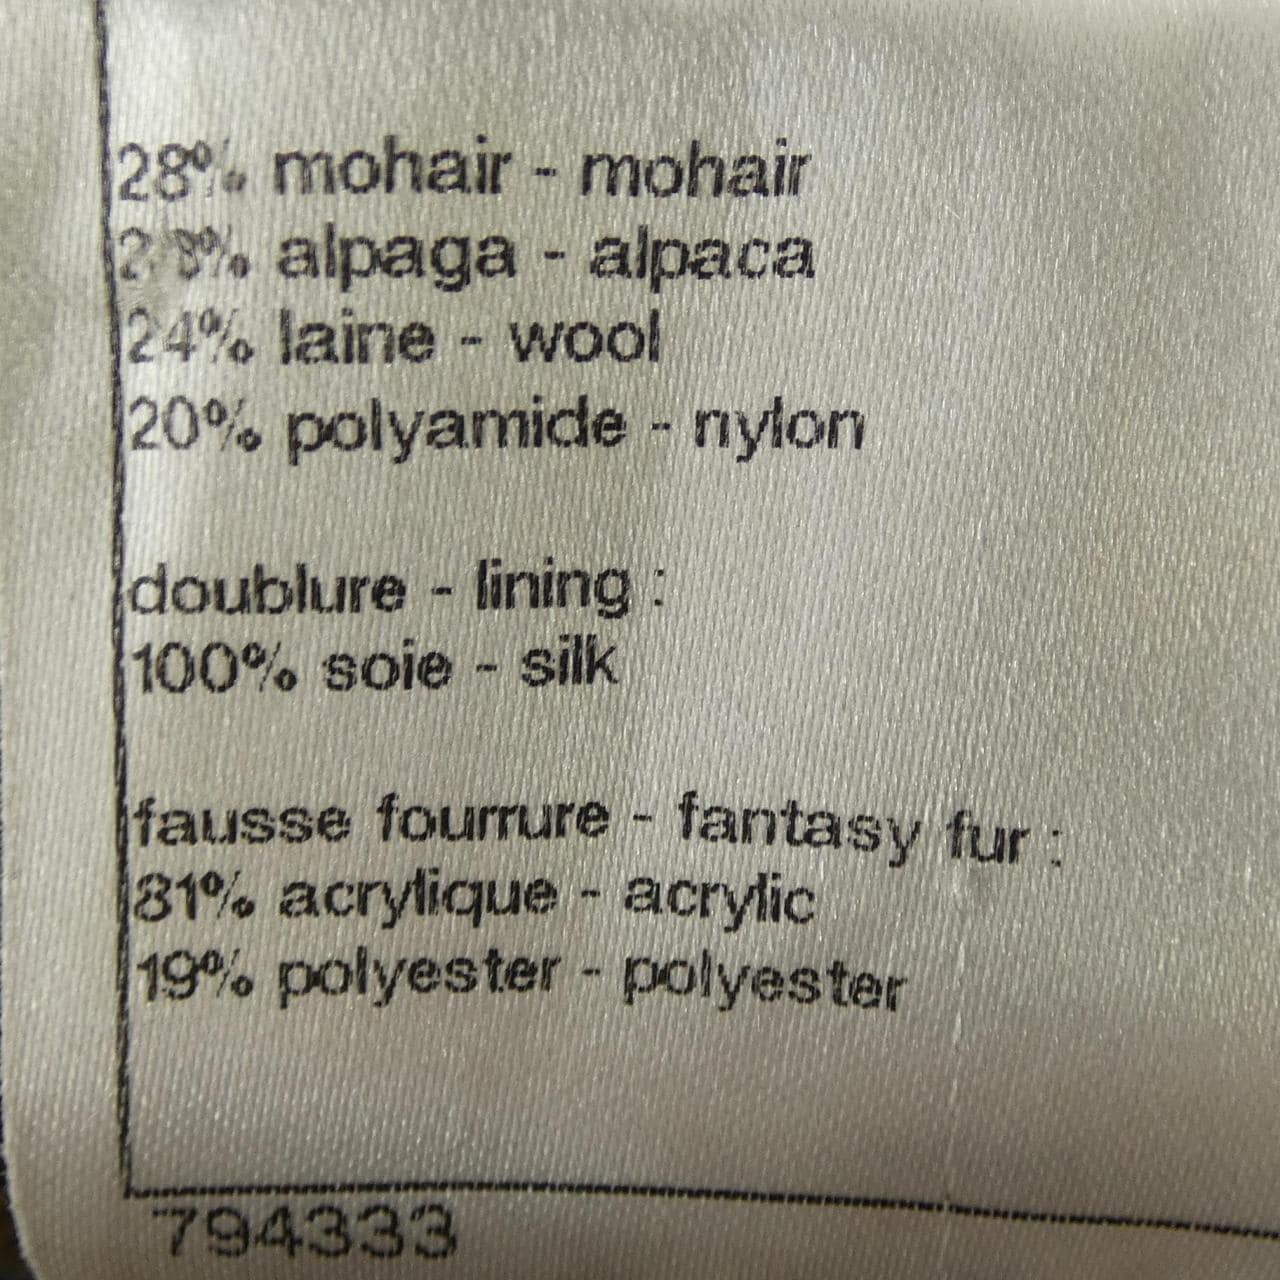 28% mohair - mohair
28% alpaga - alpaca
24% laine - wool
20% polyamide - nylon
doublure - lining :
100% soie - silk
fausse fourrure - fantasy fur :
81% acrylique - acrylic
19% polyester - polyester
794333